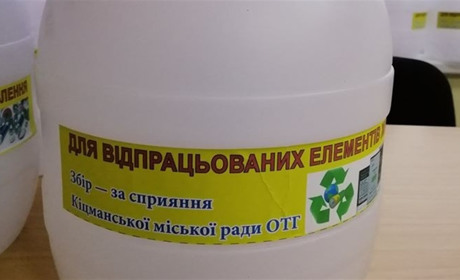 ДЛЯ ВІДПРАЦЬОВАНИХ ЕЛЕМЕНТІВ
Збір — за сприяння
Кіцманської міської ради ОТГ